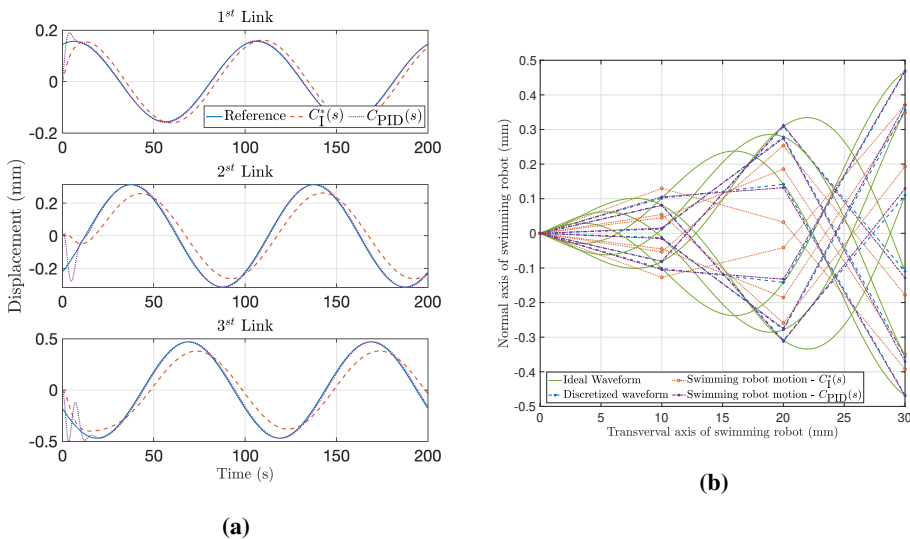 1st Link
0.2
0
-0.2
Reference C*I(s) CPID(s)
0 50 100 150 200
2nd Link
0.2
0
-0.2
0 50 100 150 200
3st Link
0.5
0
-0.5
0 50 100 150 200
Displacement (mm)
Time (s)
(a)
0.5
0.4
0.3
0.2
0.1
0
-0.1
-0.2
-0.3
-0.4
-0.5
Normal axis of swimming robot (mm)
Ideal Waveform
Discretized waveform
Swimming robot motion - C*I(s)
Swimming robot motion - CPID(s)
0 5 10 15 20 25 30
Transverval axis of swimming robot (mm)
(b)